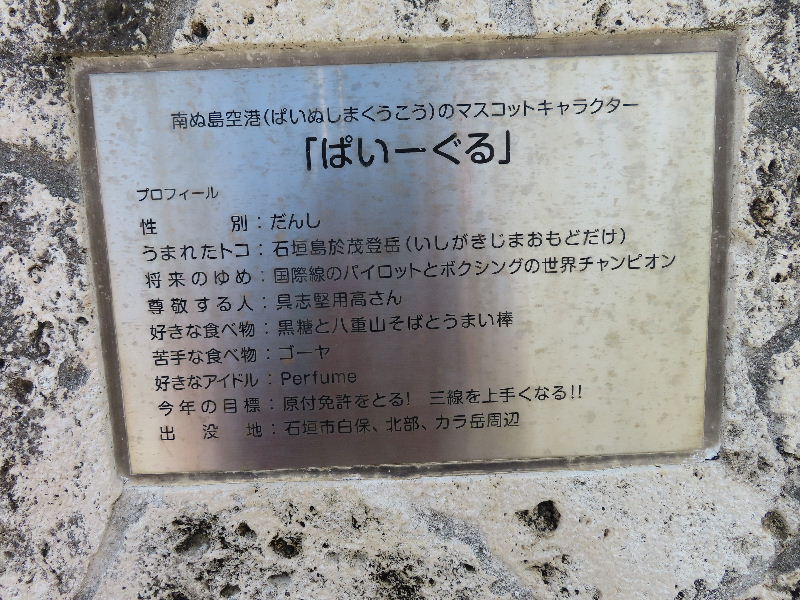 南ぬ島空港(ぱいぬしまくうこう)のマスコットキャラクター
「ぱいーぐる」
プロフィール
性別：だんし
うまれたトコ：石垣島於茂登岳(いしがきじまおもどだけ)
将来のゆめ：国際線のパイロットとボクシングの世界チャンピオン
尊敬する人：具志堅用高さん
好きな食べ物：黒糖と八重山そばとうまい棒
苦手な食べ物：ゴーヤ
好きなアイドル：Perfume
今年の目標：原付免許をとる! 三線を上手くなる!!
出没地：石垣市白保、北部、カラ岳周辺